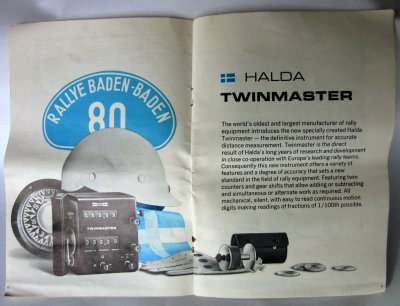 RALLYE BADEN-BADEN
80
TWINMASTER
HALDA
TWINMASTER
The world's oldest and largest manufacturer of rally
equipment introduces the new specially created Halda
Twinmaster — the definitive instrument for accurate
distance measurement. Twinmaster is the direct
result of Halda's long years of research and development
in close co-operation with Europe's leading rally teams.
Consequently this new instrument offers a variety of
features and a degree of accuracy that sets a new
standard in the field of rally equipment. Featuring twin
counters and gear shifts that allow adding or subtracting
and simultaneous or alternate work as required. All
mechanical, silent, with easy to read continuous motion
digits making readings of fractions of 1/100th possible.